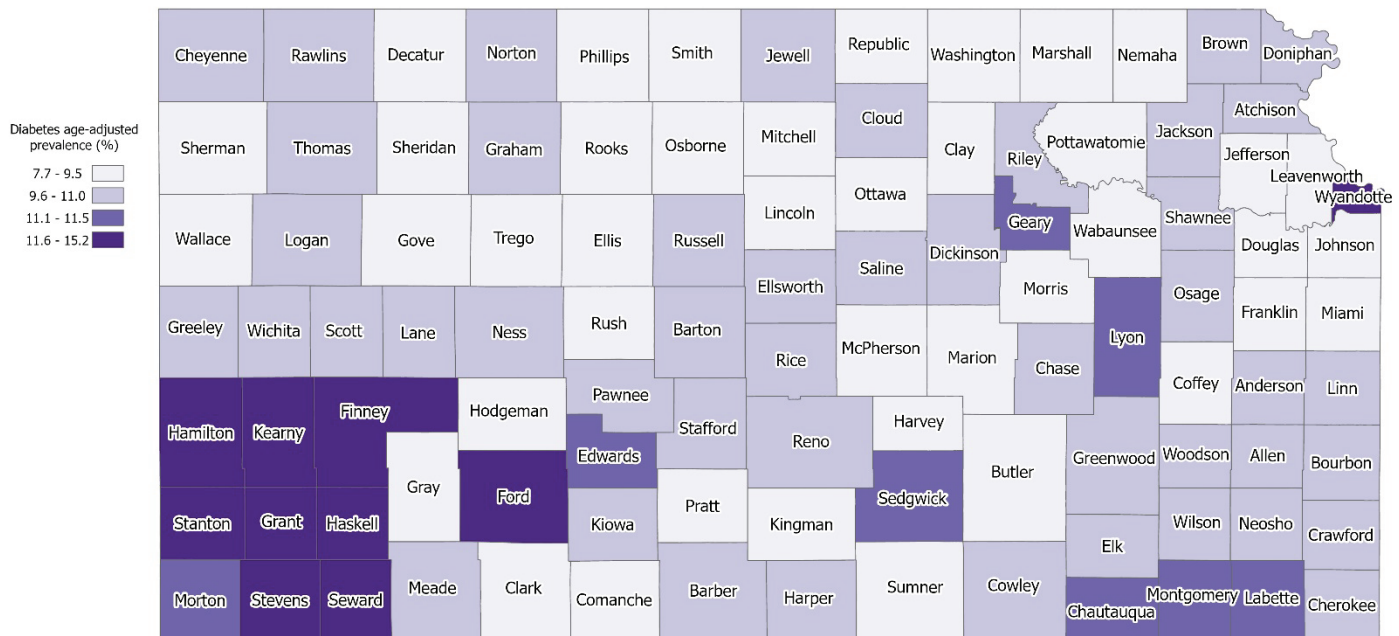 Cheyenne
Rawlins
Decatur
Norton
Phillips
Smith
Jewell
Republic
Washington
Marshall
Nemaha
Brown
Doniphan
Diabetes age-adjusted
prevalence (%)
7.7 - 9.5
9.6 - 11.0
11.1 - 11.5
11.6 - 15.2
Sherman
Thomas
Sheridan
Graham
Rooks
Osborne
Mitchell
Cloud
Clay
Riley
Pottawatomie
Jackson
Atchison
Jefferson
Leavenworth
Wyandotte
Wallace
Logan
Gove
Trego
Ellis
Russell
Lincoln
Ottawa
Saline
Dickinson
Geary
Wabaunsee
Shawnee
Douglas
Johnson
Greeley
Wichita
Scott
Lane
Ness
Rush
Barton
Ellsworth
Rice
McPherson
Marion
Morris
Chase
Lyon
Osage
Franklin
Miami
Coffey
Anderson
Linn
Hamilton
Kearny
Finney
Hodgeman
Pawnee
Edwards
Stafford
Reno
Harvey
Sedgwick
Butler
Greenwood
Woodson
Allen
Bourbon
Stanton
Grant
Haskell
Gray
Ford
Kiowa
Pratt
Kingman
Elk
Wilson
Neosho
Crawford
Morton
Stevens
Seward
Meade
Clark
Comanche
Barber
Harper
Sumner
Cowley
Chautauqua
Montgomery
Labette
Cherokee